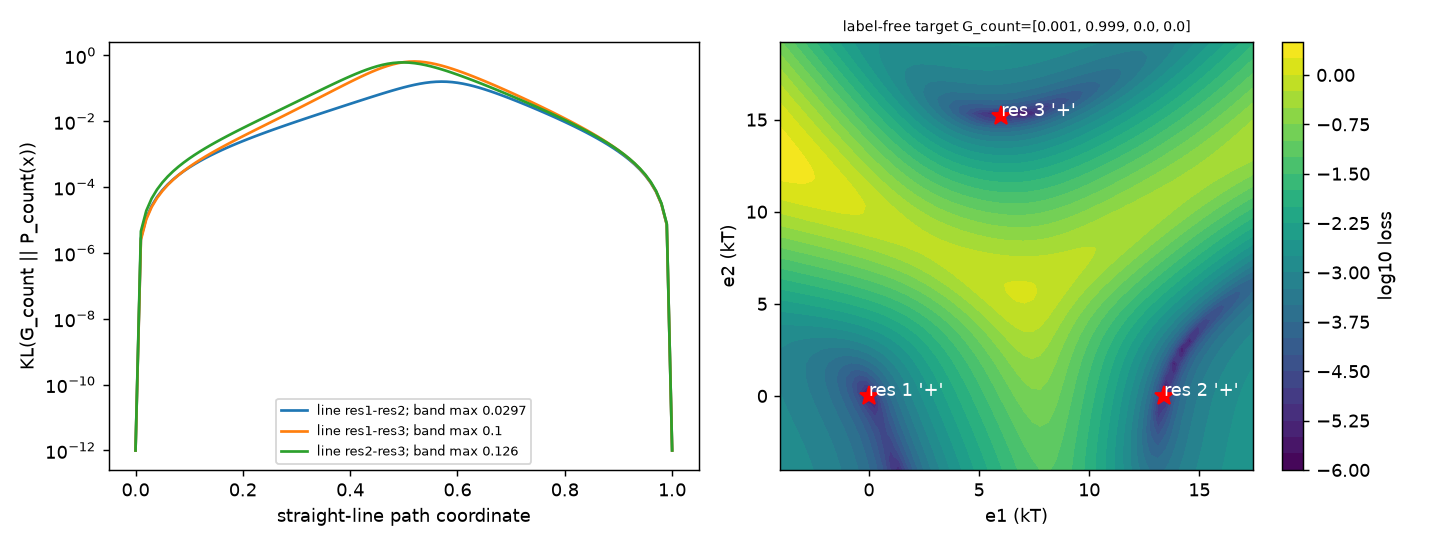 KL(G_count || P_count(x))
10^0
10^−2
10^−4
10^−6
10^−8
10^−10
10^−12
line res1-res2; band max 0.0297
line res1-res3; band max 0.1
line res2-res3; band max 0.126
0.0 0.2 0.4 0.6 0.8 1.0
straight-line path coordinate
label-free target G_count=[0.001, 0.999, 0.0, 0.0]
e2 (kT)
15
10
5
0
res 3 '+'
res 1 '+'
res 2 '+'
0 5 10 15
e1 (kT)
0.00
−0.75
−1.50
−2.25
−3.00
−3.75
−4.50
−5.25
−6.00
log10 loss